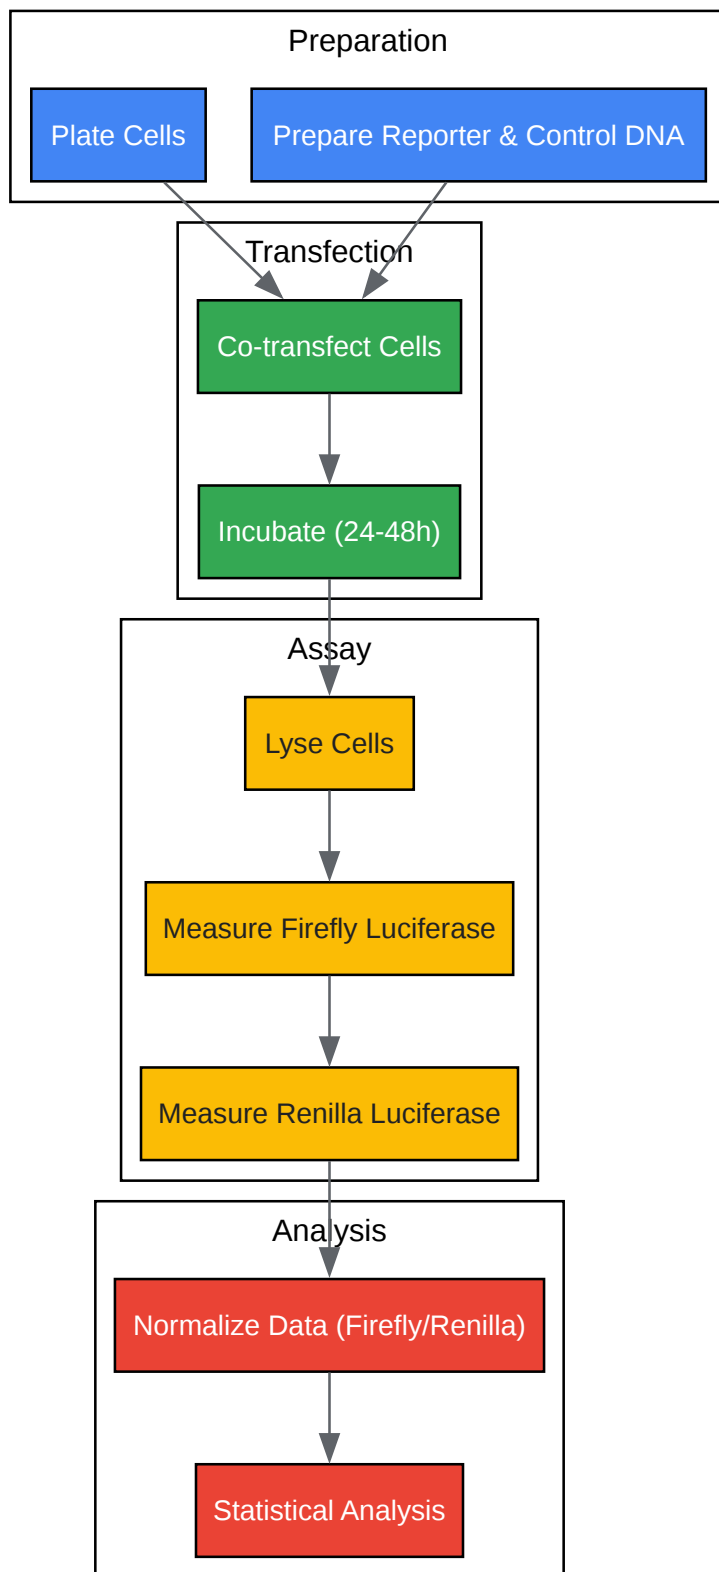 Preparation
Plate Cells
Prepare Reporter & Control DNA
Transfection
Co-transfect Cells
Incubate (24-48h)
Assay
Lyse Cells
Measure Firefly Luciferase
Measure Renilla Luciferase
Analysis
Normalize Data (Firefly/Renilla)
Statistical Analysis